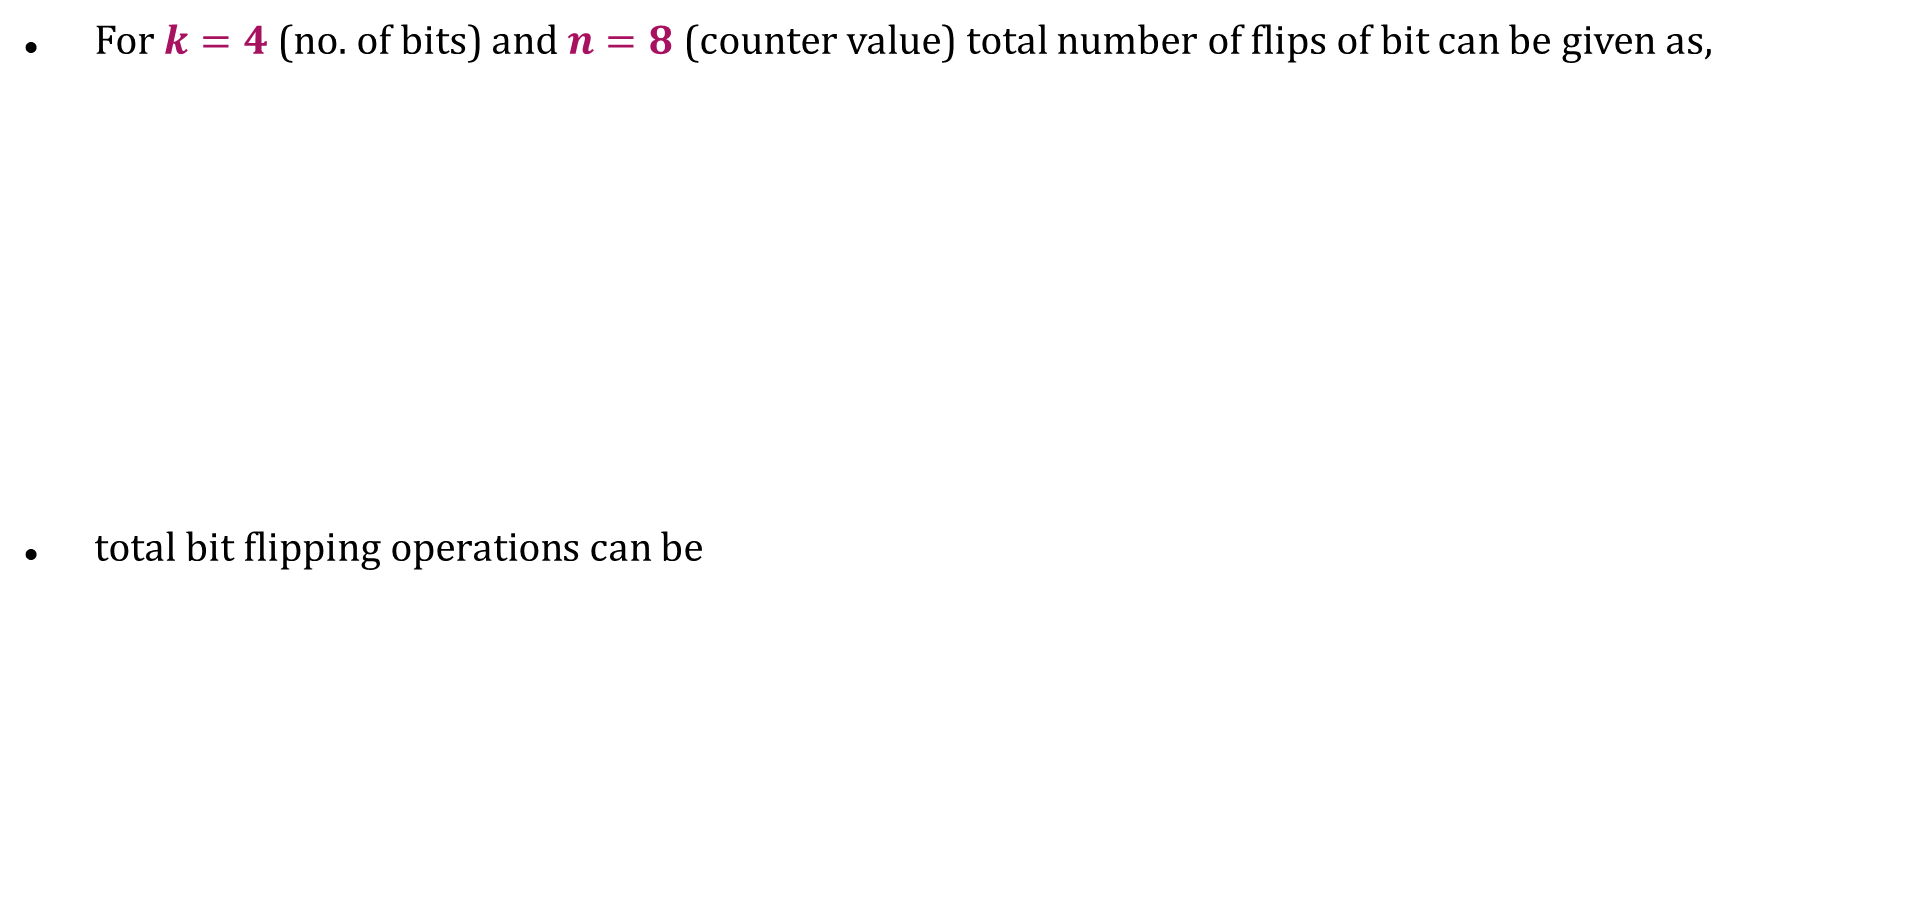 • For k = 4 (no. of bits) and n = 8 (counter value) total number of flips of bit can be given as,
• total bit flipping operations can be